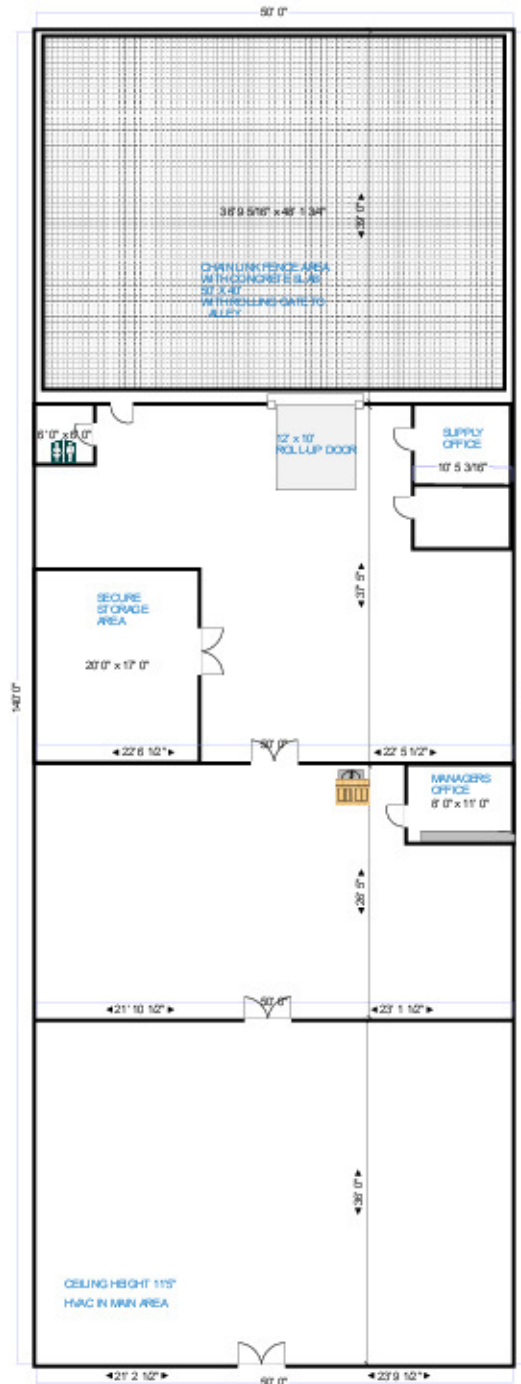 50' 0"
36' 9 5/16" x 48' 1 3/4"
39' 0"
CHAIN LINK FENCE AREA
WITH CONCRETE SLAB
50' X 40'
WITH ROLLING GATE TO
ALLEY
6' 0" x 6' 0"
12' x 10'
ROLL-UP DOOR
SUPPLY
OFFICE
10' 5 3/16"
37' 5"
SECURE
STORAGE
AREA
20' 0" x 17' 0"
140' 0"
22' 6 1/2"
50' 0"
22' 5 1/2"
MANAGERS
OFFICE
8' 0" x 11' 0"
26' 5"
21' 10 1/2"
50' 0"
23' 1 1/2"
36' 0"
CEILING HEIGHT 11'5"
HVAC IN MAIN AREA
21' 2 1/2"
50' 0"
23' 9 1/2"